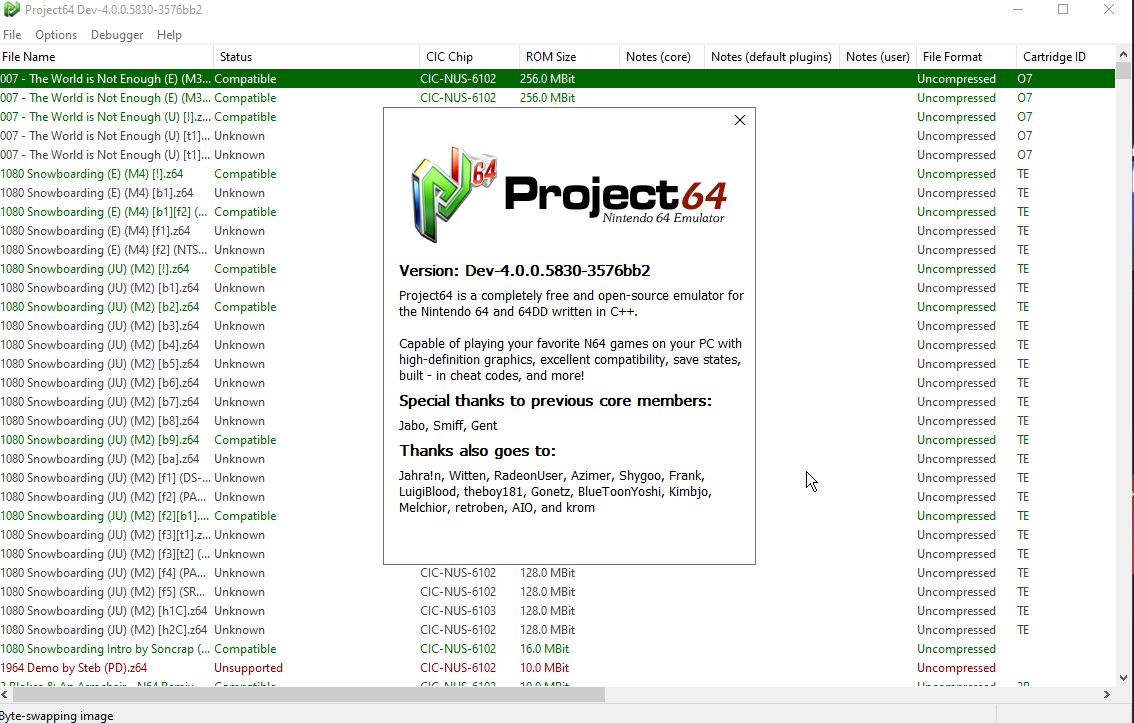 Project64 Dev-4.0.0.5830-3576bb2
File Options Debugger Help
File Name Status CIC Chip ROM Size Notes (core) Notes (default plugins) Notes (user) File Format Cartridge ID
007 - The World is Not Enough (E) (M3... Compatible CIC-NUS-6102 256.0 MBit Uncompressed O7
007 - The World is Not Enough (E) (M3... Compatible CIC-NUS-6102 256.0 MBit Uncompressed O7
007 - The World is Not Enough (U) [!].z... Compatible Uncompressed O7
007 - The World is Not Enough (U) [t1]... Unknown Uncompressed O7
007 - The World is Not Enough (U) [t1]... Unknown Uncompressed O7
1080 Snowboarding (E) (M4) [!].z64 Compatible Uncompressed TE
1080 Snowboarding (E) (M4) [b1].z64 Unknown Uncompressed TE
1080 Snowboarding (E) (M4) [b1][f2] (... Compatible Uncompressed TE
1080 Snowboarding (E) (M4) [f1].z64 Unknown Uncompressed TE
1080 Snowboarding (E) (M4) [f2] (NTS... Unknown Uncompressed TE
1080 Snowboarding (JU) (M2) [!].z64 Compatible Uncompressed TE
1080 Snowboarding (JU) (M2) [b1].z64 Unknown Uncompressed TE
1080 Snowboarding (JU) (M2) [b2].z64 Compatible Uncompressed TE
1080 Snowboarding (JU) (M2) [b3].z64 Unknown Uncompressed TE
1080 Snowboarding (JU) (M2) [b4].z64 Unknown Uncompressed TE
1080 Snowboarding (JU) (M2) [b5].z64 Unknown Uncompressed TE
1080 Snowboarding (JU) (M2) [b6].z64 Unknown Uncompressed TE
1080 Snowboarding (JU) (M2) [b7].z64 Unknown Uncompressed TE
1080 Snowboarding (JU) (M2) [b8].z64 Unknown Uncompressed TE
1080 Snowboarding (JU) (M2) [b9].z64 Compatible Uncompressed TE
1080 Snowboarding (JU) (M2) [ba].z64 Unknown Uncompressed TE
1080 Snowboarding (JU) (M2) [f1] (DS-... Unknown Uncompressed TE
1080 Snowboarding (JU) (M2) [f2] (PA... Unknown Uncompressed TE
1080 Snowboarding (JU) (M2) [f2][b1].... Compatible Uncompressed TE
1080 Snowboarding (JU) (M2) [f3][t1].z... Unknown Uncompressed TE
1080 Snowboarding (JU) (M2) [f3][t2] (... Unknown Uncompressed TE
1080 Snowboarding (JU) (M2) [f4] (PA... Unknown CIC-NUS-6102 128.0 MBit Uncompressed TE
1080 Snowboarding (JU) (M2) [f5] (SR... Unknown CIC-NUS-6102 128.0 MBit Uncompressed TE
1080 Snowboarding (JU) (M2) [h1C].z64 Unknown CIC-NUS-6103 128.0 MBit Uncompressed TE
1080 Snowboarding (JU) (M2) [h2C].z64 Unknown CIC-NUS-6102 128.0 MBit Uncompressed TE
1080 Snowboarding Intro by Soncrap (... Compatible CIC-NUS-6102 16.0 MBit Uncompressed
1964 Demo by Steb (PD).z64 Unsupported CIC-NUS-6102 10.0 MBit Uncompressed
Byte-swapping image
64
Project64
Nintendo 64 Emulator
Version: Dev-4.0.0.5830-3576bb2
Project64 is a completely free and open-source emulator for
the Nintendo 64 and 64DD written in C++.
Capable of playing your favorite N64 games on your PC with
high-definition graphics, excellent compatibility, save states,
built - in cheat codes, and more!
Special thanks to previous core members:
Jabo, Smiff, Gent
Thanks also goes to:
Jahra!n, Witten, RadeonUser, Azimer, Shygoo, Frank,
LuigiBlood, theboy181, Gonetz, BlueToonYoshi, Kimbjo,
Melchior, retroben, AIO, and krom